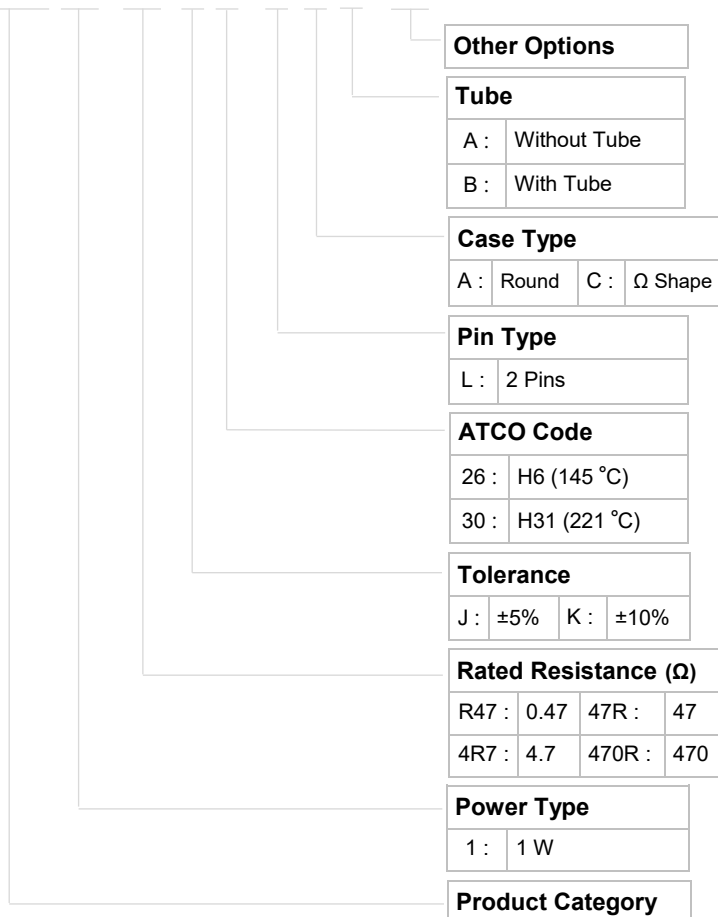 Other Options
Tube
A : Without Tube
B : With Tube
Case Type
A : Round C : Ω Shape
Pin Type
L : 2 Pins
ATCO Code
26 : H6 (145 ℃)
30 : H31 (221 ℃)
Tolerance
J : ±5% K : ±10%
Rated Resistance (Ω)
R47 : 0.47 47R : 47
4R7 : 4.7 470R : 470
Power Type
1 : 1 W
Product Category